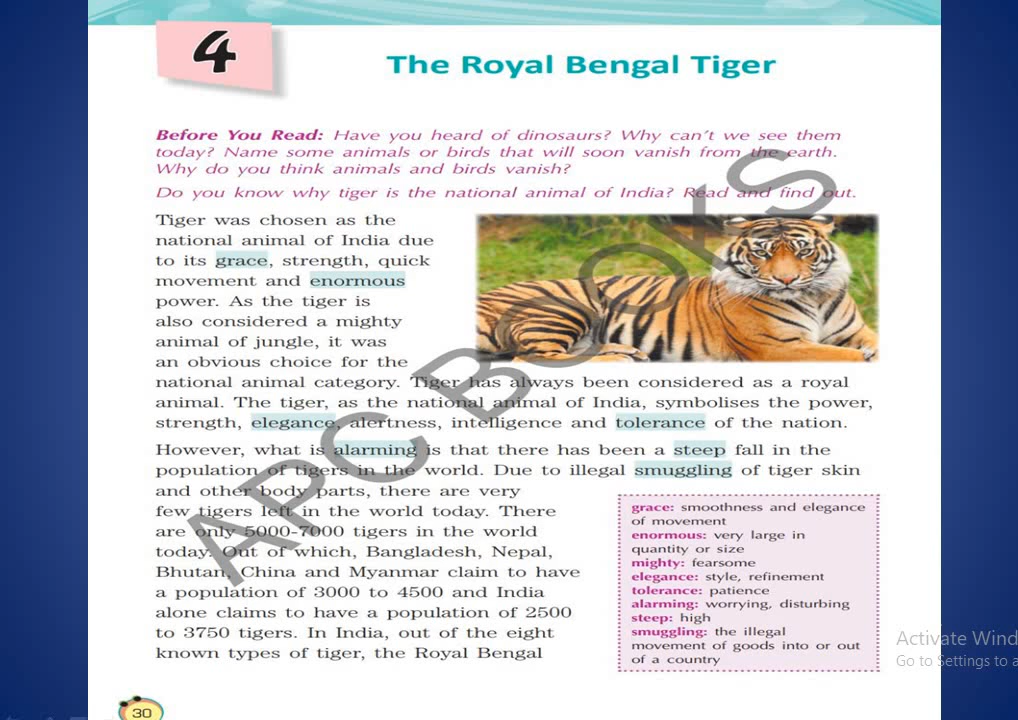 4
The Royal Bengal Tiger
Before You Read: Have you heard of dinosaurs? Why can't we see them
today? Name some animals or birds that will soon vanish from the earth.
Why do you think animals and birds vanish?
Do you know why tiger is the national animal of India? Read and find out.
Tiger was chosen as the
national animal of India due
to its grace, strength, quick
movement and enormous
power. As the tiger is
also considered a mighty
animal of jungle, it was
an obvious choice for the
national animal category. Tiger has always been considered as a royal
animal. The tiger, as the national animal of India, symbolises the power,
strength, elegance, alertness, intelligence and tolerance of the nation.
However, what is alarming is that there has been a steep fall in the
population of tigers in the world. Due to illegal smuggling of tiger skin
and other body parts, there are very
few tigers left in the world today. There
are only 5000-7000 tigers in the world
today. Out of which, Bangladesh, Nepal,
Bhutan, China and Myanmar claim to have
a population of 3000 to 4500 and India
alone claims to have a population of 2500
to 3750 tigers. In India, out of the eight
known types of tiger, the Royal Bengal
grace: smoothness and elegance
of movement
enormous: very large in
quantity or size
mighty: fearsome
elegance: style, refinement
tolerance: patience
alarming: worrying, disturbing
steep: high
smuggling: the illegal
movement of goods into or out
of a country
30
APC BOOKS
Activate Wind
Go to Settings to a